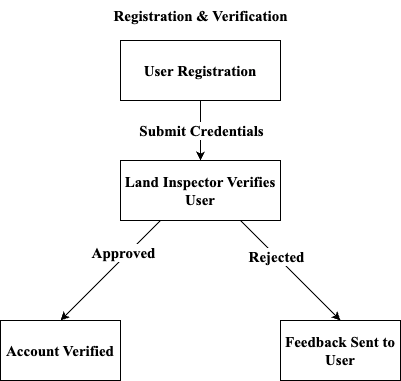 Registration & Verification
User Registration
Submit Credentials
Land Inspector Verifies
User
Approved
Rejected
Account Verified
Feedback Sent to
User